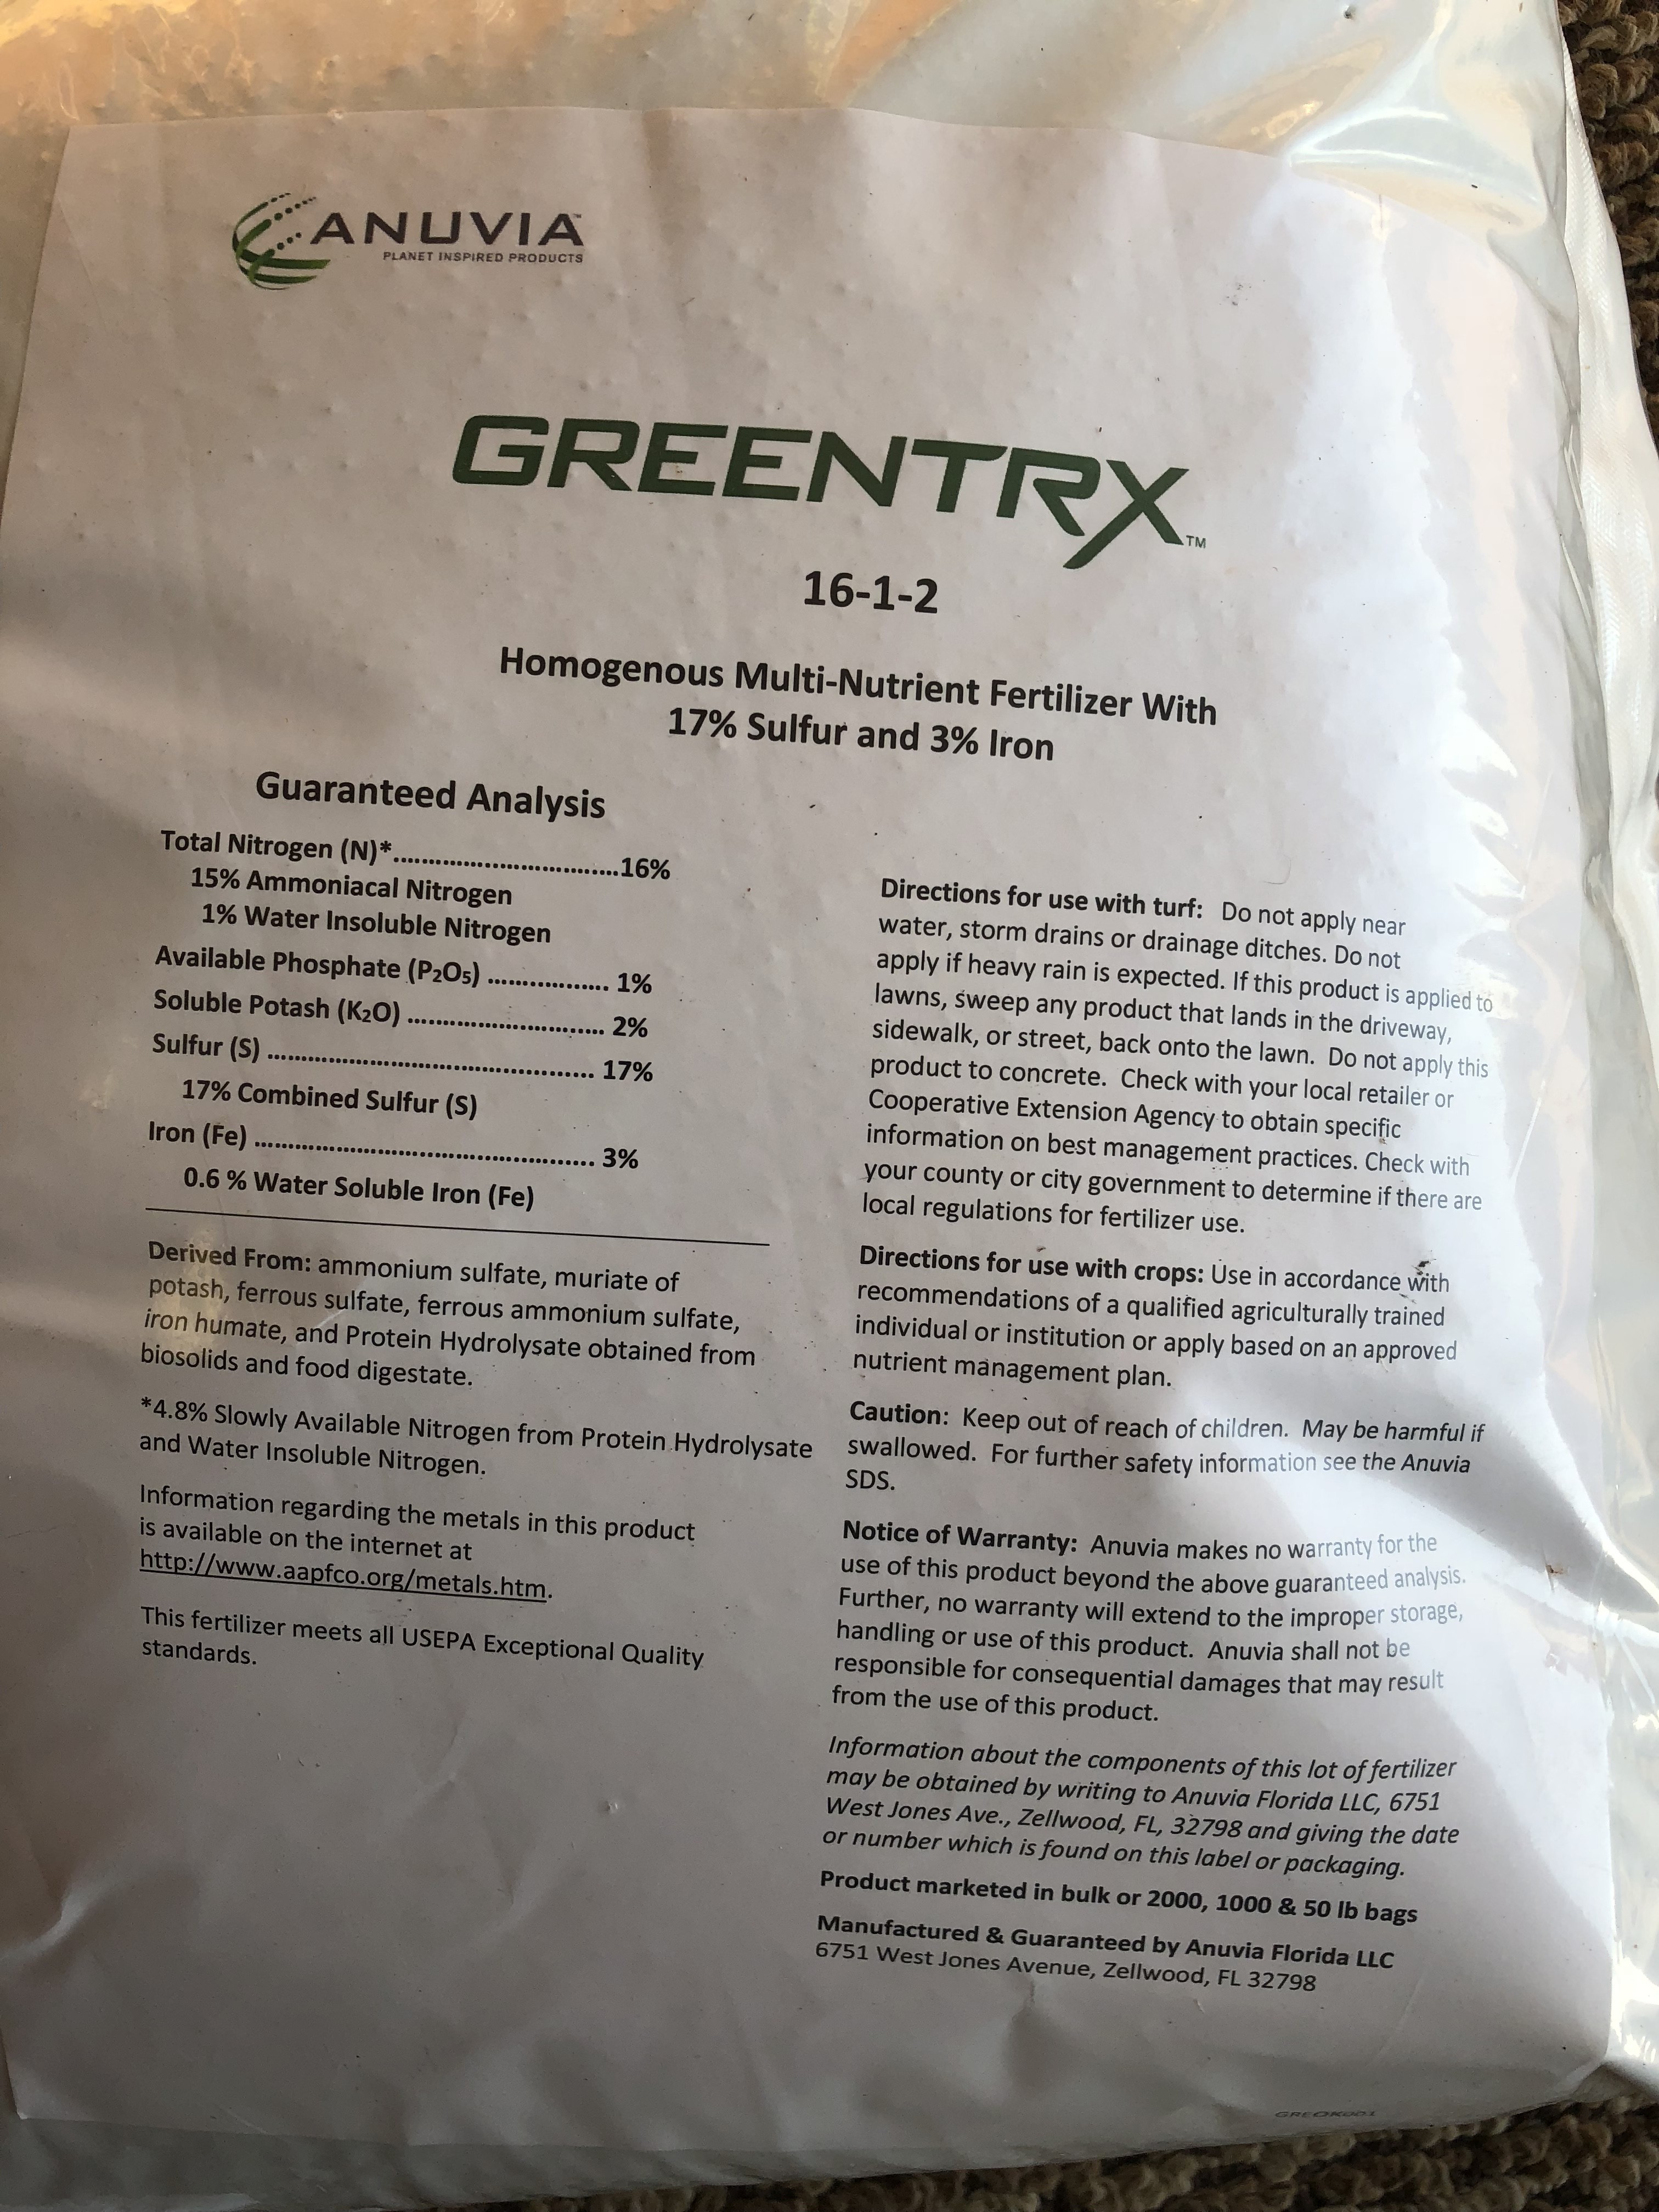 ANUVIA™
PLANET INSPIRED PRODUCTS
GREENTRX™
16-1-2
Homogenous Multi-Nutrient Fertilizer With
17% Sulfur and 3% Iron
Guaranteed Analysis
Total Nitrogen (N)*..................................16%
15% Ammoniacal Nitrogen
1% Water Insoluble Nitrogen
Available Phosphate (P₂O₅) .................. 1%
Soluble Potash (K₂O) ............................. 2%
Sulfur (S) ................................................ 17%
17% Combined Sulfur (S)
Iron (Fe) .................................................. 3%
0.6 % Water Soluble Iron (Fe)
Derived From: ammonium sulfate, muriate of
potash, ferrous sulfate, ferrous ammonium sulfate,
iron humate, and Protein Hydrolysate obtained from
biosolids and food digestate.
*4.8% Slowly Available Nitrogen from Protein Hydrolysate
and Water Insoluble Nitrogen.
Information regarding the metals in this product
is available on the internet at
http://www.aapfco.org/metals.htm.
This fertilizer meets all USEPA Exceptional Quality
standards.
Directions for use with turf: Do not apply near
water, storm drains or drainage ditches. Do not
apply if heavy rain is expected. If this product is applied to
lawns, sweep any product that lands in the driveway,
sidewalk, or street, back onto the lawn. Do not apply this
product to concrete. Check with your local retailer or
Cooperative Extension Agency to obtain specific
information on best management practices. Check with
your county or city government to determine if there are
local regulations for fertilizer use.
Directions for use with crops: Use in accordance with
recommendations of a qualified agriculturally trained
individual or institution or apply based on an approved
nutrient management plan.
Caution: Keep out of reach of children. May be harmful if
swallowed. For further safety information see the Anuvia
SDS.
Notice of Warranty: Anuvia makes no warranty for the
use of this product beyond the above guaranteed analysis.
Further, no warranty will extend to the improper storage,
handling or use of this product. Anuvia shall not be
responsible for consequential damages that may result
from the use of this product.
Information about the components of this lot of fertilizer
may be obtained by writing to Anuvia Florida LLC, 6751
West Jones Ave., Zellwood, FL, 32798 and giving the date
or number which is found on this label or packaging.
Product marketed in bulk or 2000, 1000 & 50 lb bags
Manufactured & Guaranteed by Anuvia Florida LLC
6751 West Jones Avenue, Zellwood, FL 32798